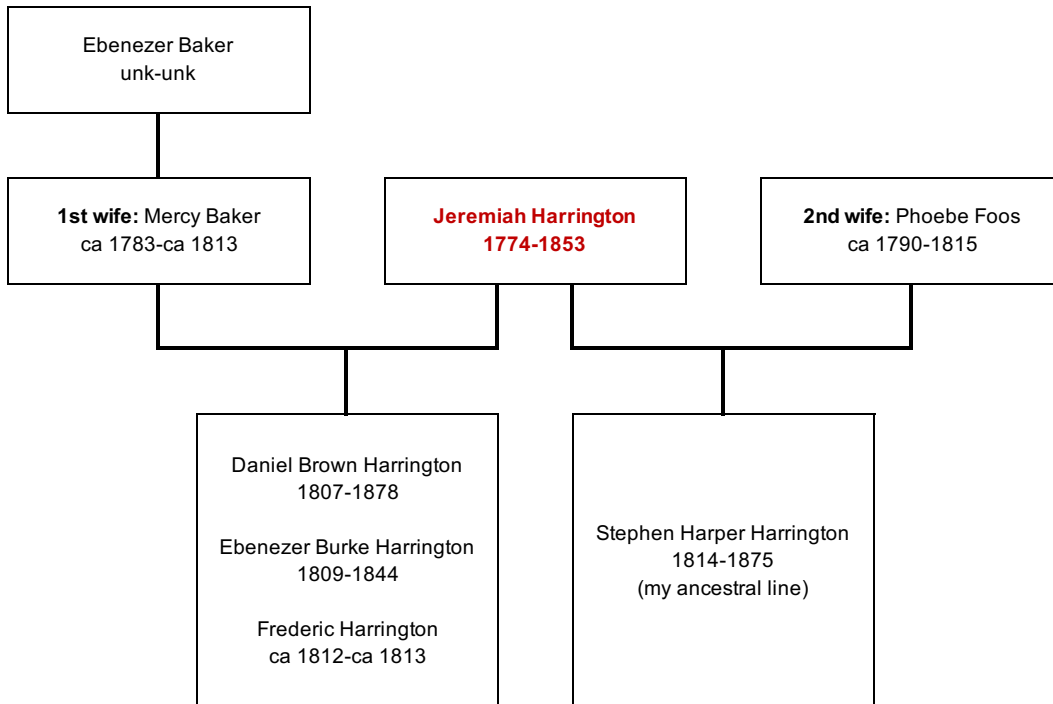 Ebenezer Baker
unk-unk
1st wife: Mercy Baker
ca 1783-ca 1813
Jeremiah Harrington
1774-1853
2nd wife: Phoebe Foos
ca 1790-1815
Daniel Brown Harrington
1807-1878
Ebenezer Burke Harrington
1809-1844
Frederic Harrington
ca 1812-ca 1813
Stephen Harper Harrington
1814-1875
(my ancestral line)